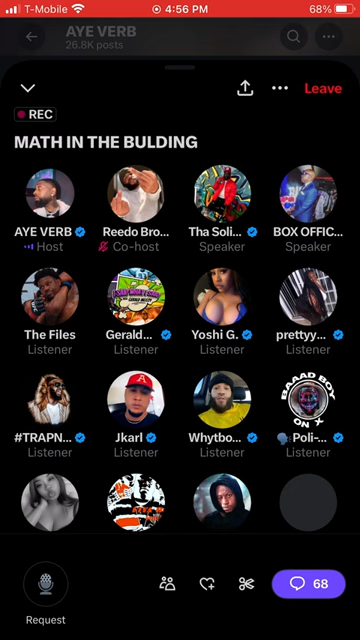 T-Mobile 4:56 PM 68%
AYE VERB
26.8K posts
Leave
REC
MATH IN THE BULDING
AYE VERB Reedo Bro... Tha Soli... BOX OFFIC...
Host Co-host Speaker Speaker
The Files Gerald... Yoshi G. prettyy...
Listener Listener Listener Listener
BAAAD BOY
ON X
#TRAPN... Jkarl Whytbo... 🗣️Poli-...
Listener Listener Listener Listener
68
Request